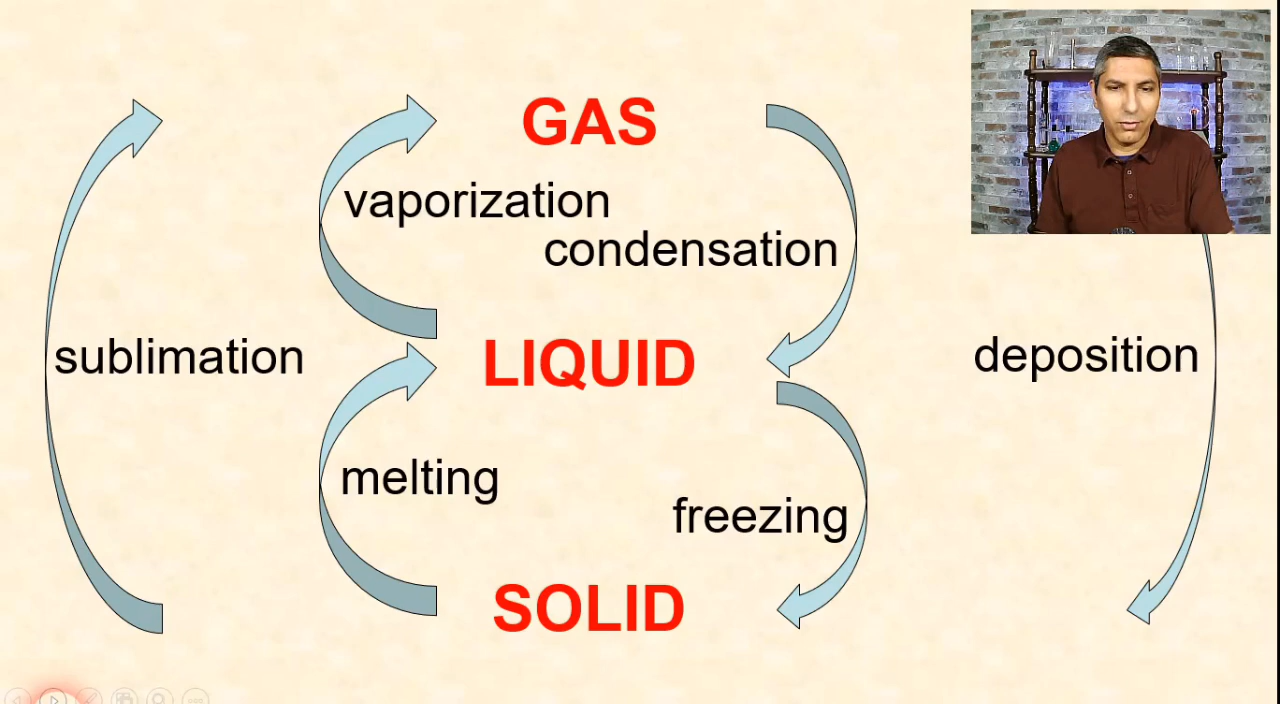 GAS
vaporization
condensation
sublimation
LIQUID
deposition
melting
freezing
SOLID